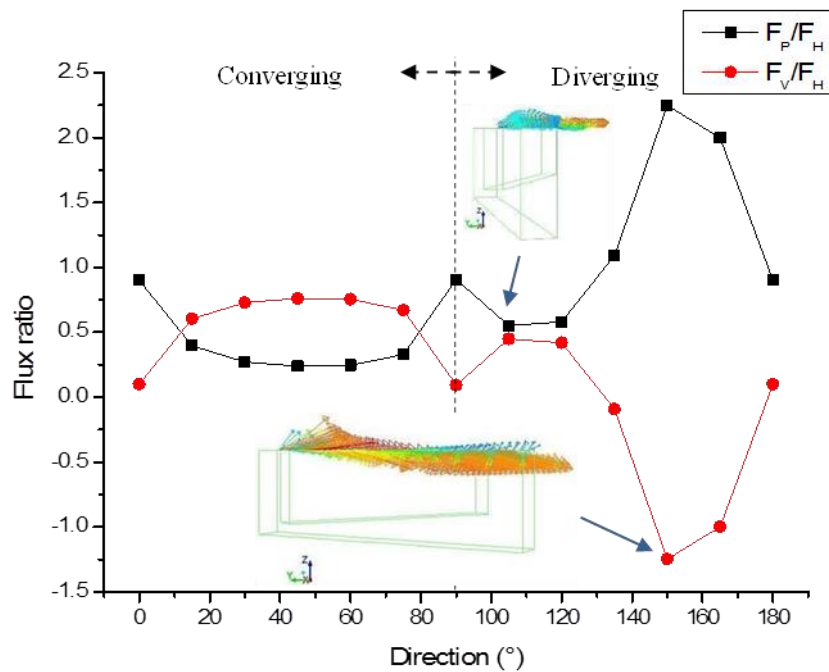 F_P/F_H
F_V/F_H
Converging
Diverging
Flux ratio
2.5
2.0
1.5
1.0
0.5
0.0
-0.5
-1.0
-1.5
Z
Y
X
Z
Y
X
0 20 40 60 80 100 120 140 160 180
Direction (°)